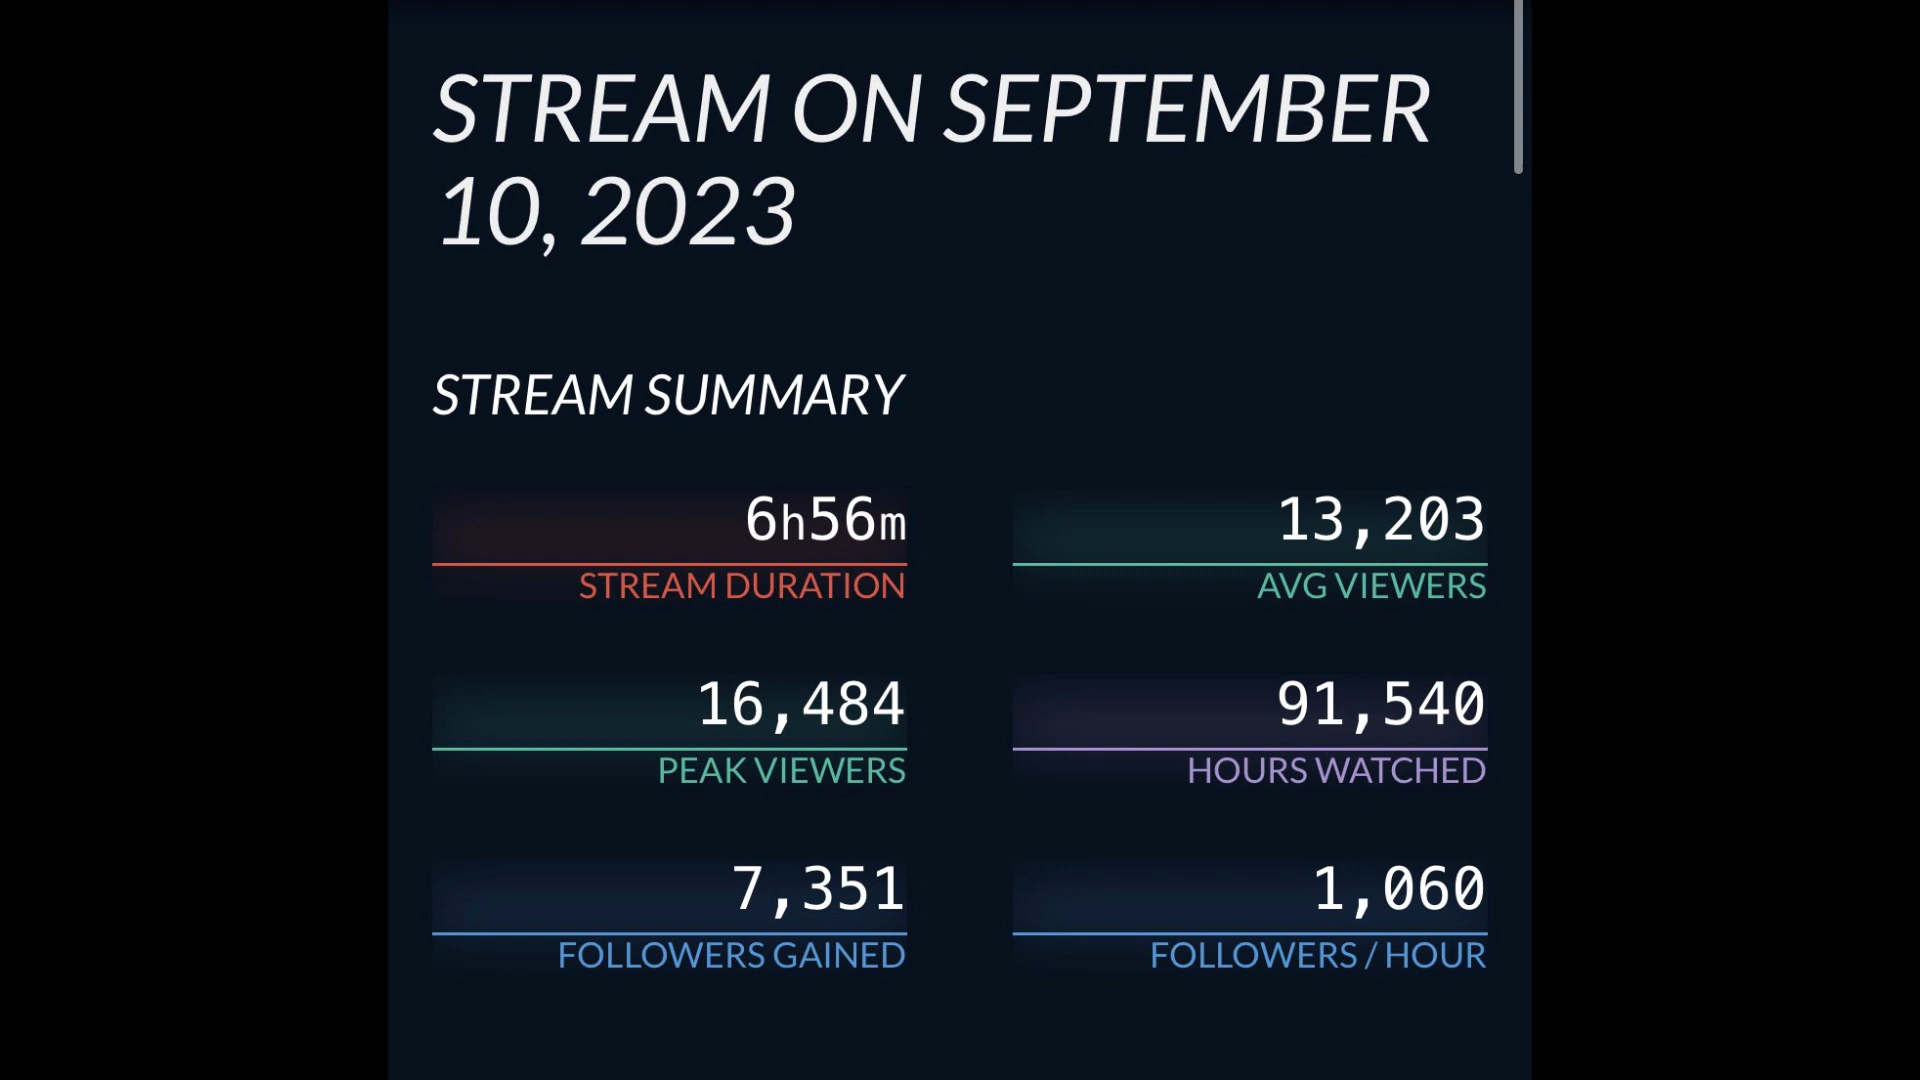 STREAM ON SEPTEMBER
10, 2023
STREAM SUMMARY
6h56m
STREAM DURATION
13,203
AVG VIEWERS
16,484
PEAK VIEWERS
91,540
HOURS WATCHED
7,351
FOLLOWERS GAINED
1,060
FOLLOWERS / HOUR